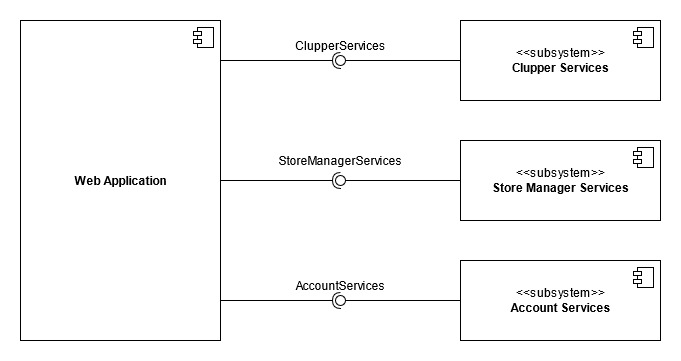 ClupperServices
<<subsystem>>
Clupper Services
Web Application
StoreManagerServices
<<subsystem>>
Store Manager Services
AccountServices
<<subsystem>>
Account Services